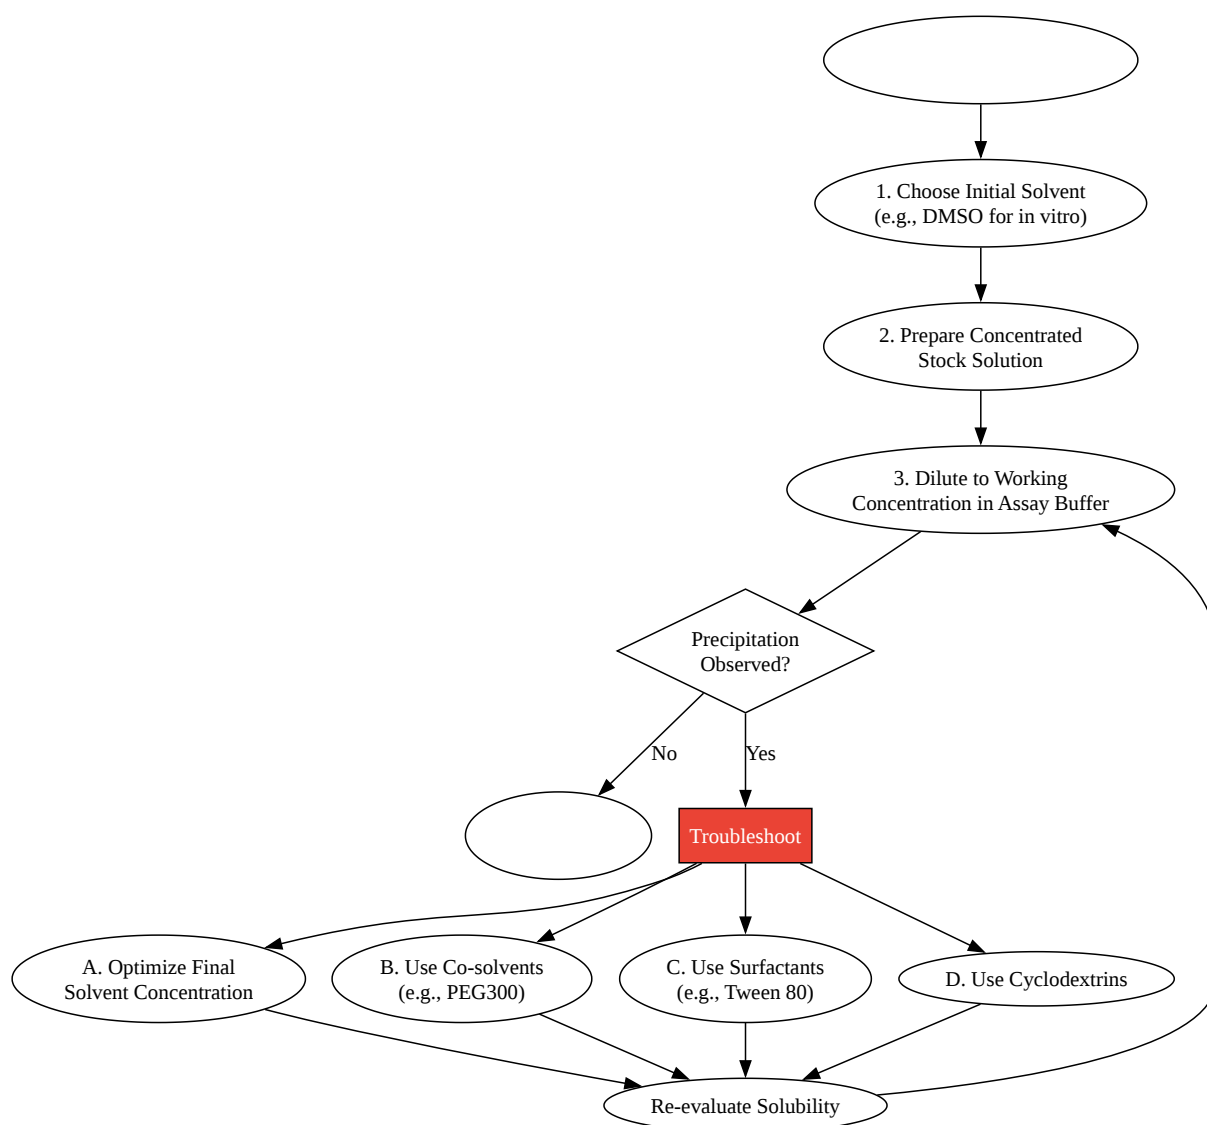 1. Choose Initial Solvent
(e.g., DMSO for in vitro)
2. Prepare Concentrated
Stock Solution
3. Dilute to Working
Concentration in Assay Buffer
Precipitation
Observed?
No
Yes
Troubleshoot
A. Optimize Final
Solvent Concentration
B. Use Co-solvents
(e.g., PEG300)
C. Use Surfactants
(e.g., Tween 80)
D. Use Cyclodextrins
Re-evaluate Solubility